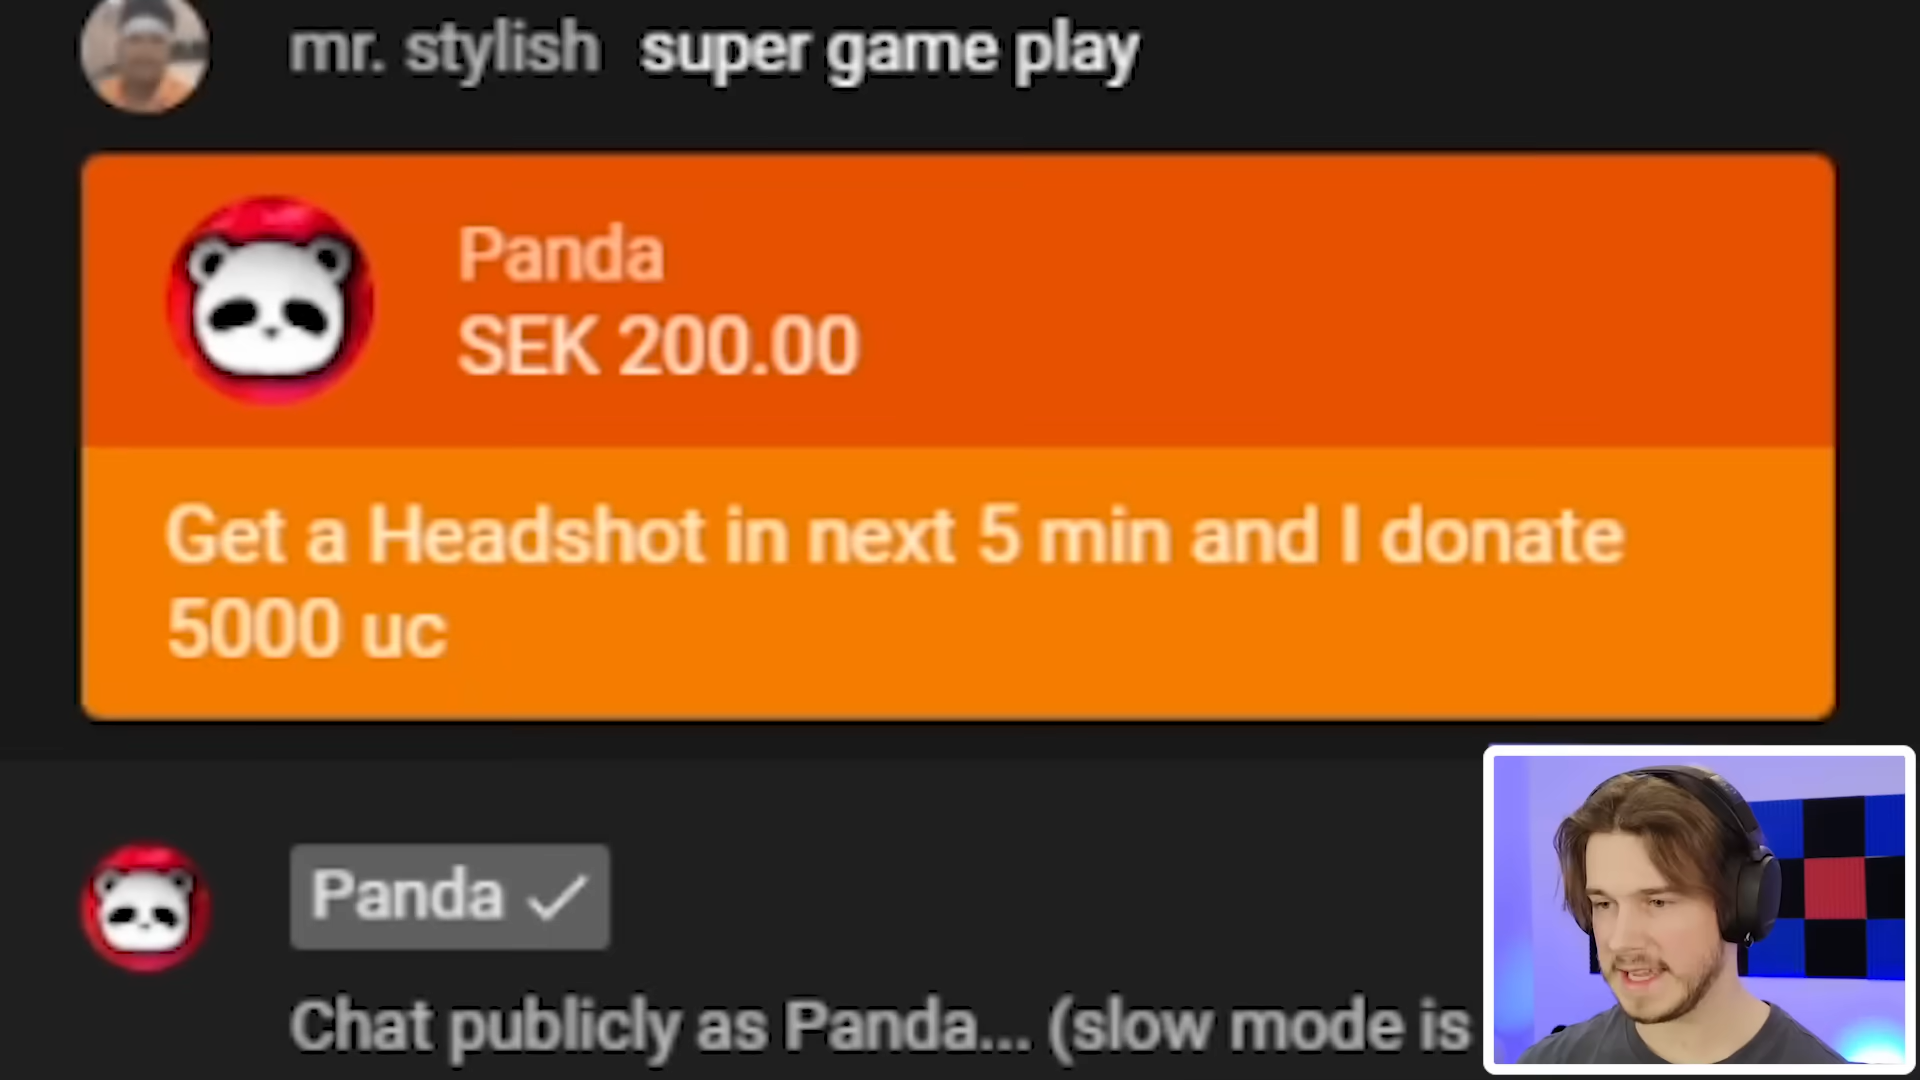 mr. stylish super game play
Panda
SEK 200.00
Get a Headshot in next 5 min and I donate
5000 uc
Panda ✓
Chat publicly as Panda... (slow mode is